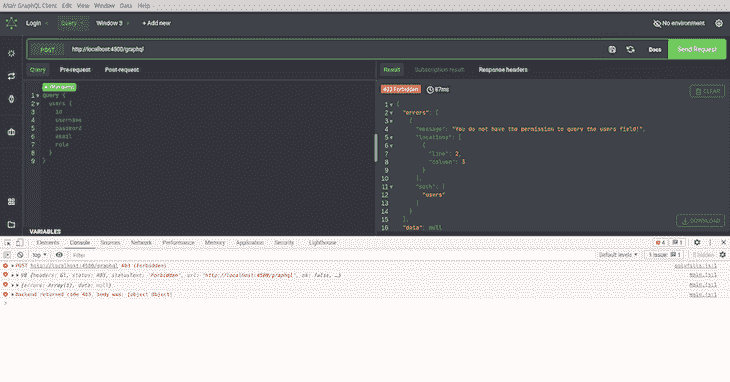 Altair GraphQL Client Edit View Window Data Help
Login Query Window 3 + Add new No environment
POST http://localhost:4500/graphql Docs Send Request
Query Pre-request Post-request
Result Subscription result Response headers
403 Forbidden 87ms
CLEAR
1 query {
2 users {
3 id
4 username
5 password
6 email
7 role
8 }
9 }
VARIABLES
1 {
2 "errors": [
3 {
4 "message": "You do not have the permission to query the users field!",
5 "locations": [
6 {
7 "line": 2,
8 "column": 3
9 }
10 ],
11 "path": [
12 "users"
13 ]
14 }
15 ],
16 "data": null
DOWNLOAD
Elements Console Sources Network Performance Memory Application Security Lighthouse 4 1
top Filter Default levels 1 Issue: 1
POST http://localhost:4500/graphql 403 (Forbidden) polyfills.js:1
{headers:, status: 403, statusText: 'Forbidden', url: 'http://localhost:4500/graphql', ok: false, …} main.js:1
{errors: Array(1), data: null} main.js:1
Backend returned code 403, body was: [object Object] main.js:1